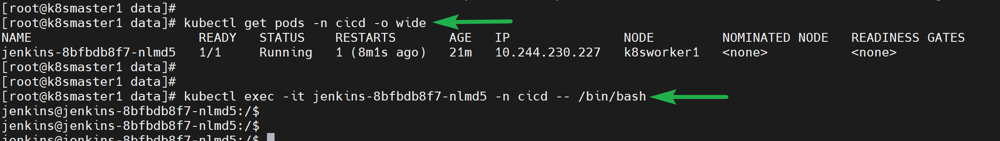 [root@k8smaster1 data]#
[root@k8smaster1 data]# kubectl get pods -n cicd -o wide
NAME                      READY   STATUS    RESTARTS       AGE   IP               NODE         NOMINATED NODE   READINESS GATES
jenkins-8bfbdb8f7-nlmd5   1/1     Running   1 (8m1s ago)   21m   10.244.230.227   k8sworker1   <none>           <none>
[root@k8smaster1 data]#
[root@k8smaster1 data]#
[root@k8smaster1 data]# kubectl exec -it jenkins-8bfbdb8f7-nlmd5 -n cicd -- /bin/bash
jenkins@jenkins-8bfbdb8f7-nlmd5:/$
jenkins@jenkins-8bfbdb8f7-nlmd5:/$
jenkins@jenkins-8bfbdb8f7-nlmd5:/$